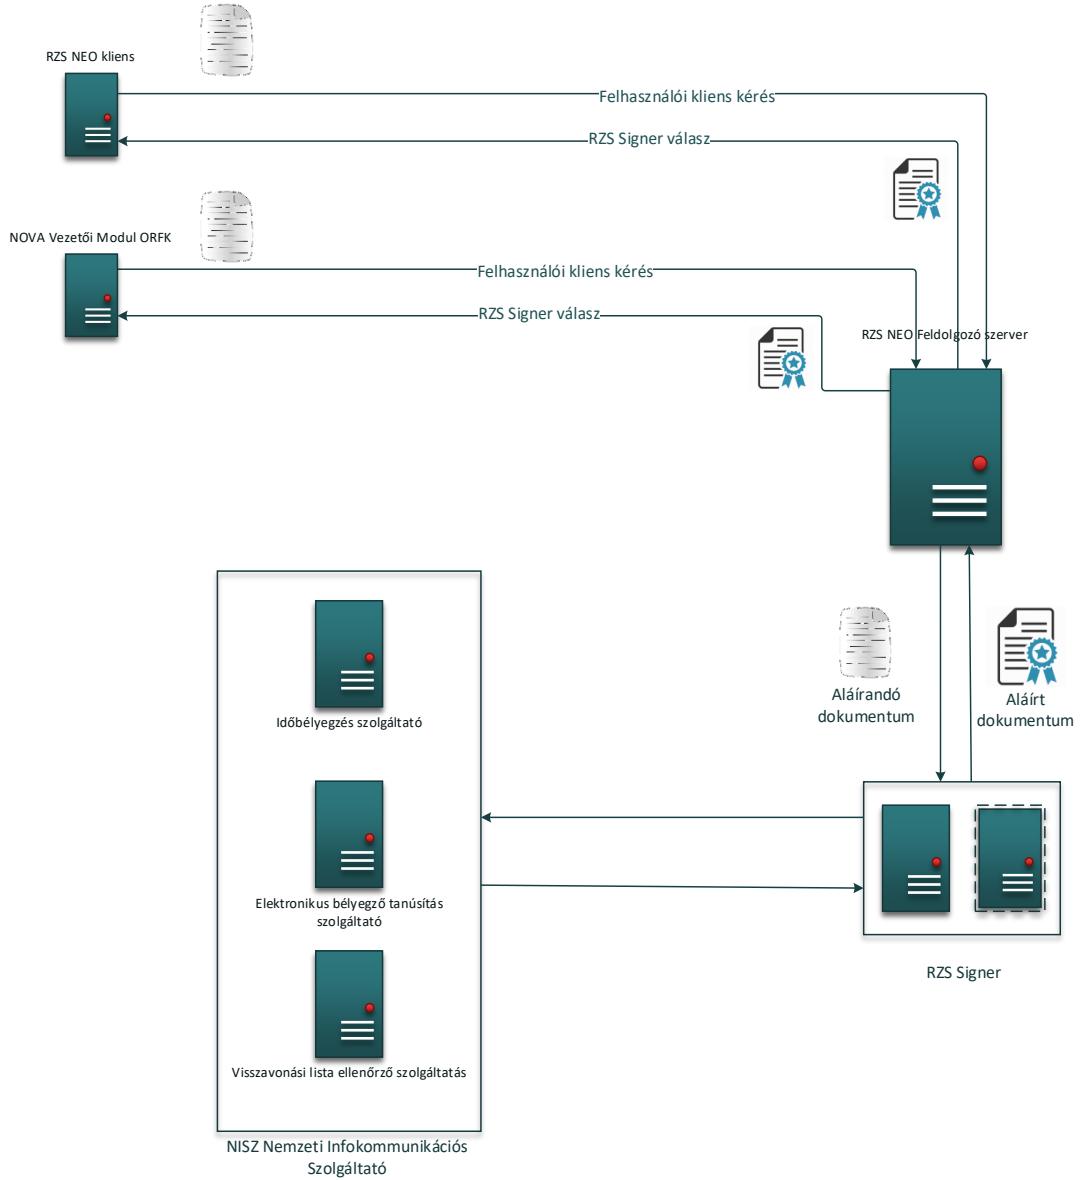 RZS NEO kliens
Felhasználói kliens kérés
RZS Signer válasz
NOVA Vezetői Modul ORFK
Felhasználói kliens kérés
RZS Signer válasz
RZS NEO Feldolgozó szerver
Aláírandó
dokumentum
Aláírt
dokumentum
Időbélyegzés szolgáltató
Elektronikus bélyegző tanúsítás
szolgáltató
Visszavonási lista ellenőrző szolgáltatás
RZS Signer
NISZ Nemzeti Infokommunikációs
Szolgáltató